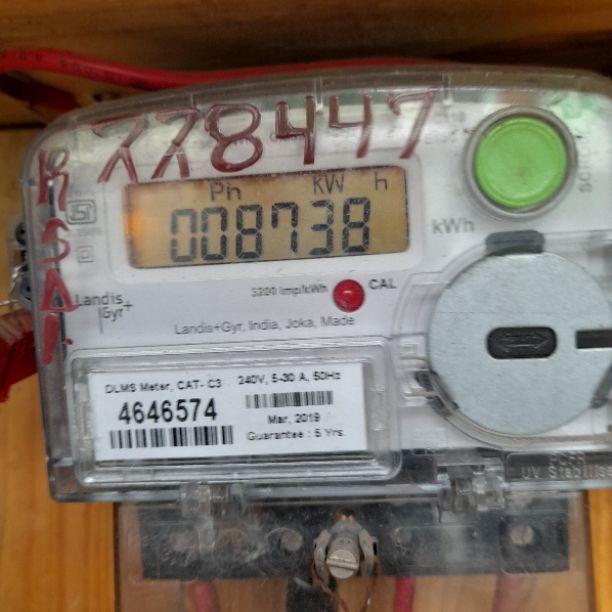 778447
R
S
A
Ph KW h
008738
kWh
3200 Imp/kWh
CAL
Landis
Gyr+
Landis+Gyr, India, Joka, Made
DLMS Meter, CAT- C3 240V, 5-30 A, 50Hz
4646574
Mar, 2019
Guarantee : 5 Yrs.